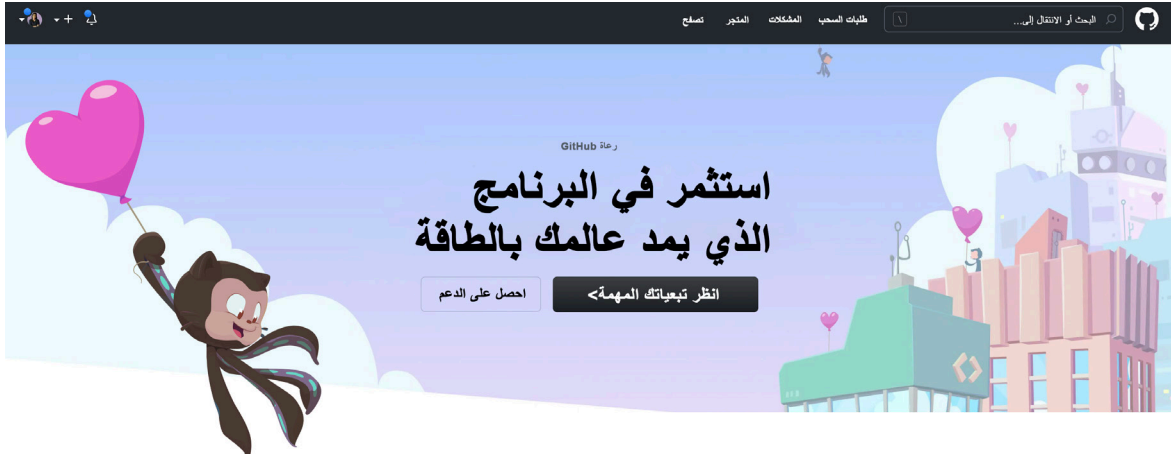 البحث أو الانتقال إلى...
\
طلبات السحب
المشكلات
المتجر
تصفح
رعاة GitHub
استثمر في البرنامج
الذي يمد عالمك بالطاقة
انظر تبعياتك المهمة>
احصل على الدعم